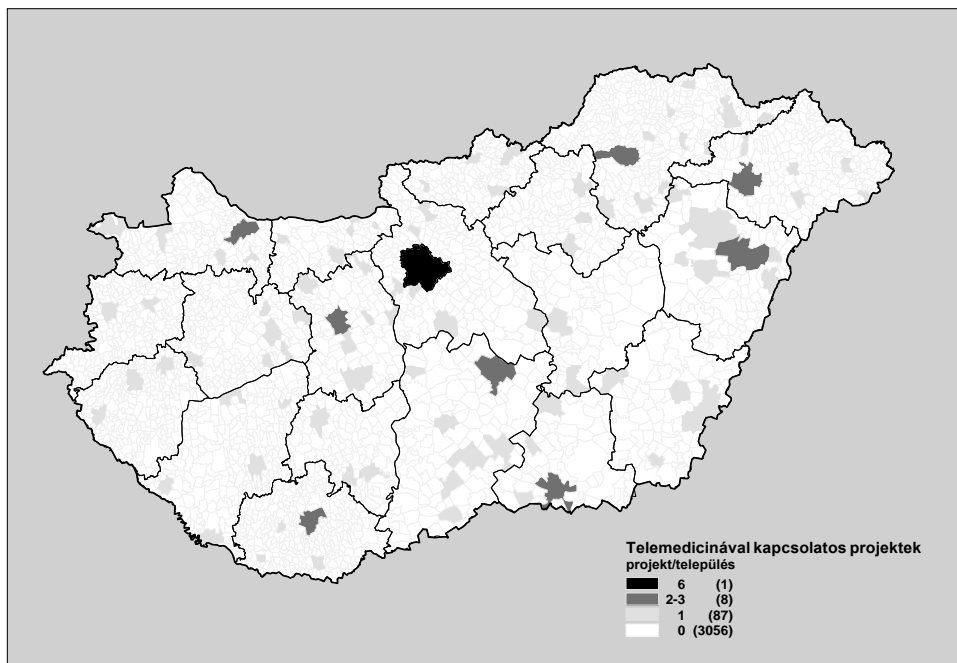 Telemedicinával kapcsolatos projektek
projekt/település
6 (1)
2-3 (8)
1 (87)
0 (3056)